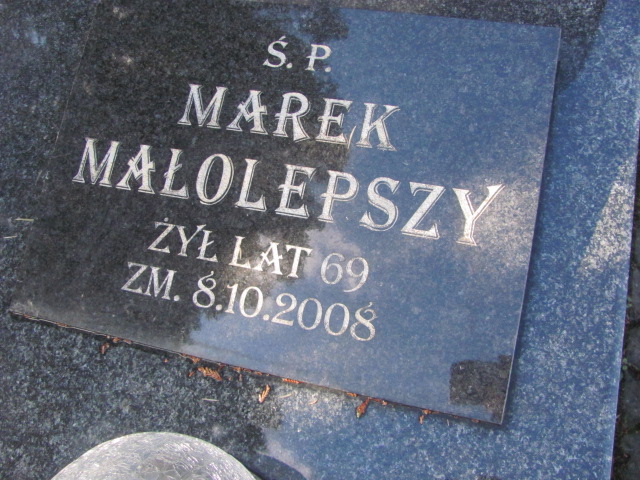 Ś. P.
MAREK
MAŁOLEPSZY
ŻYŁ LAT 69
ZM. 8.10.2008